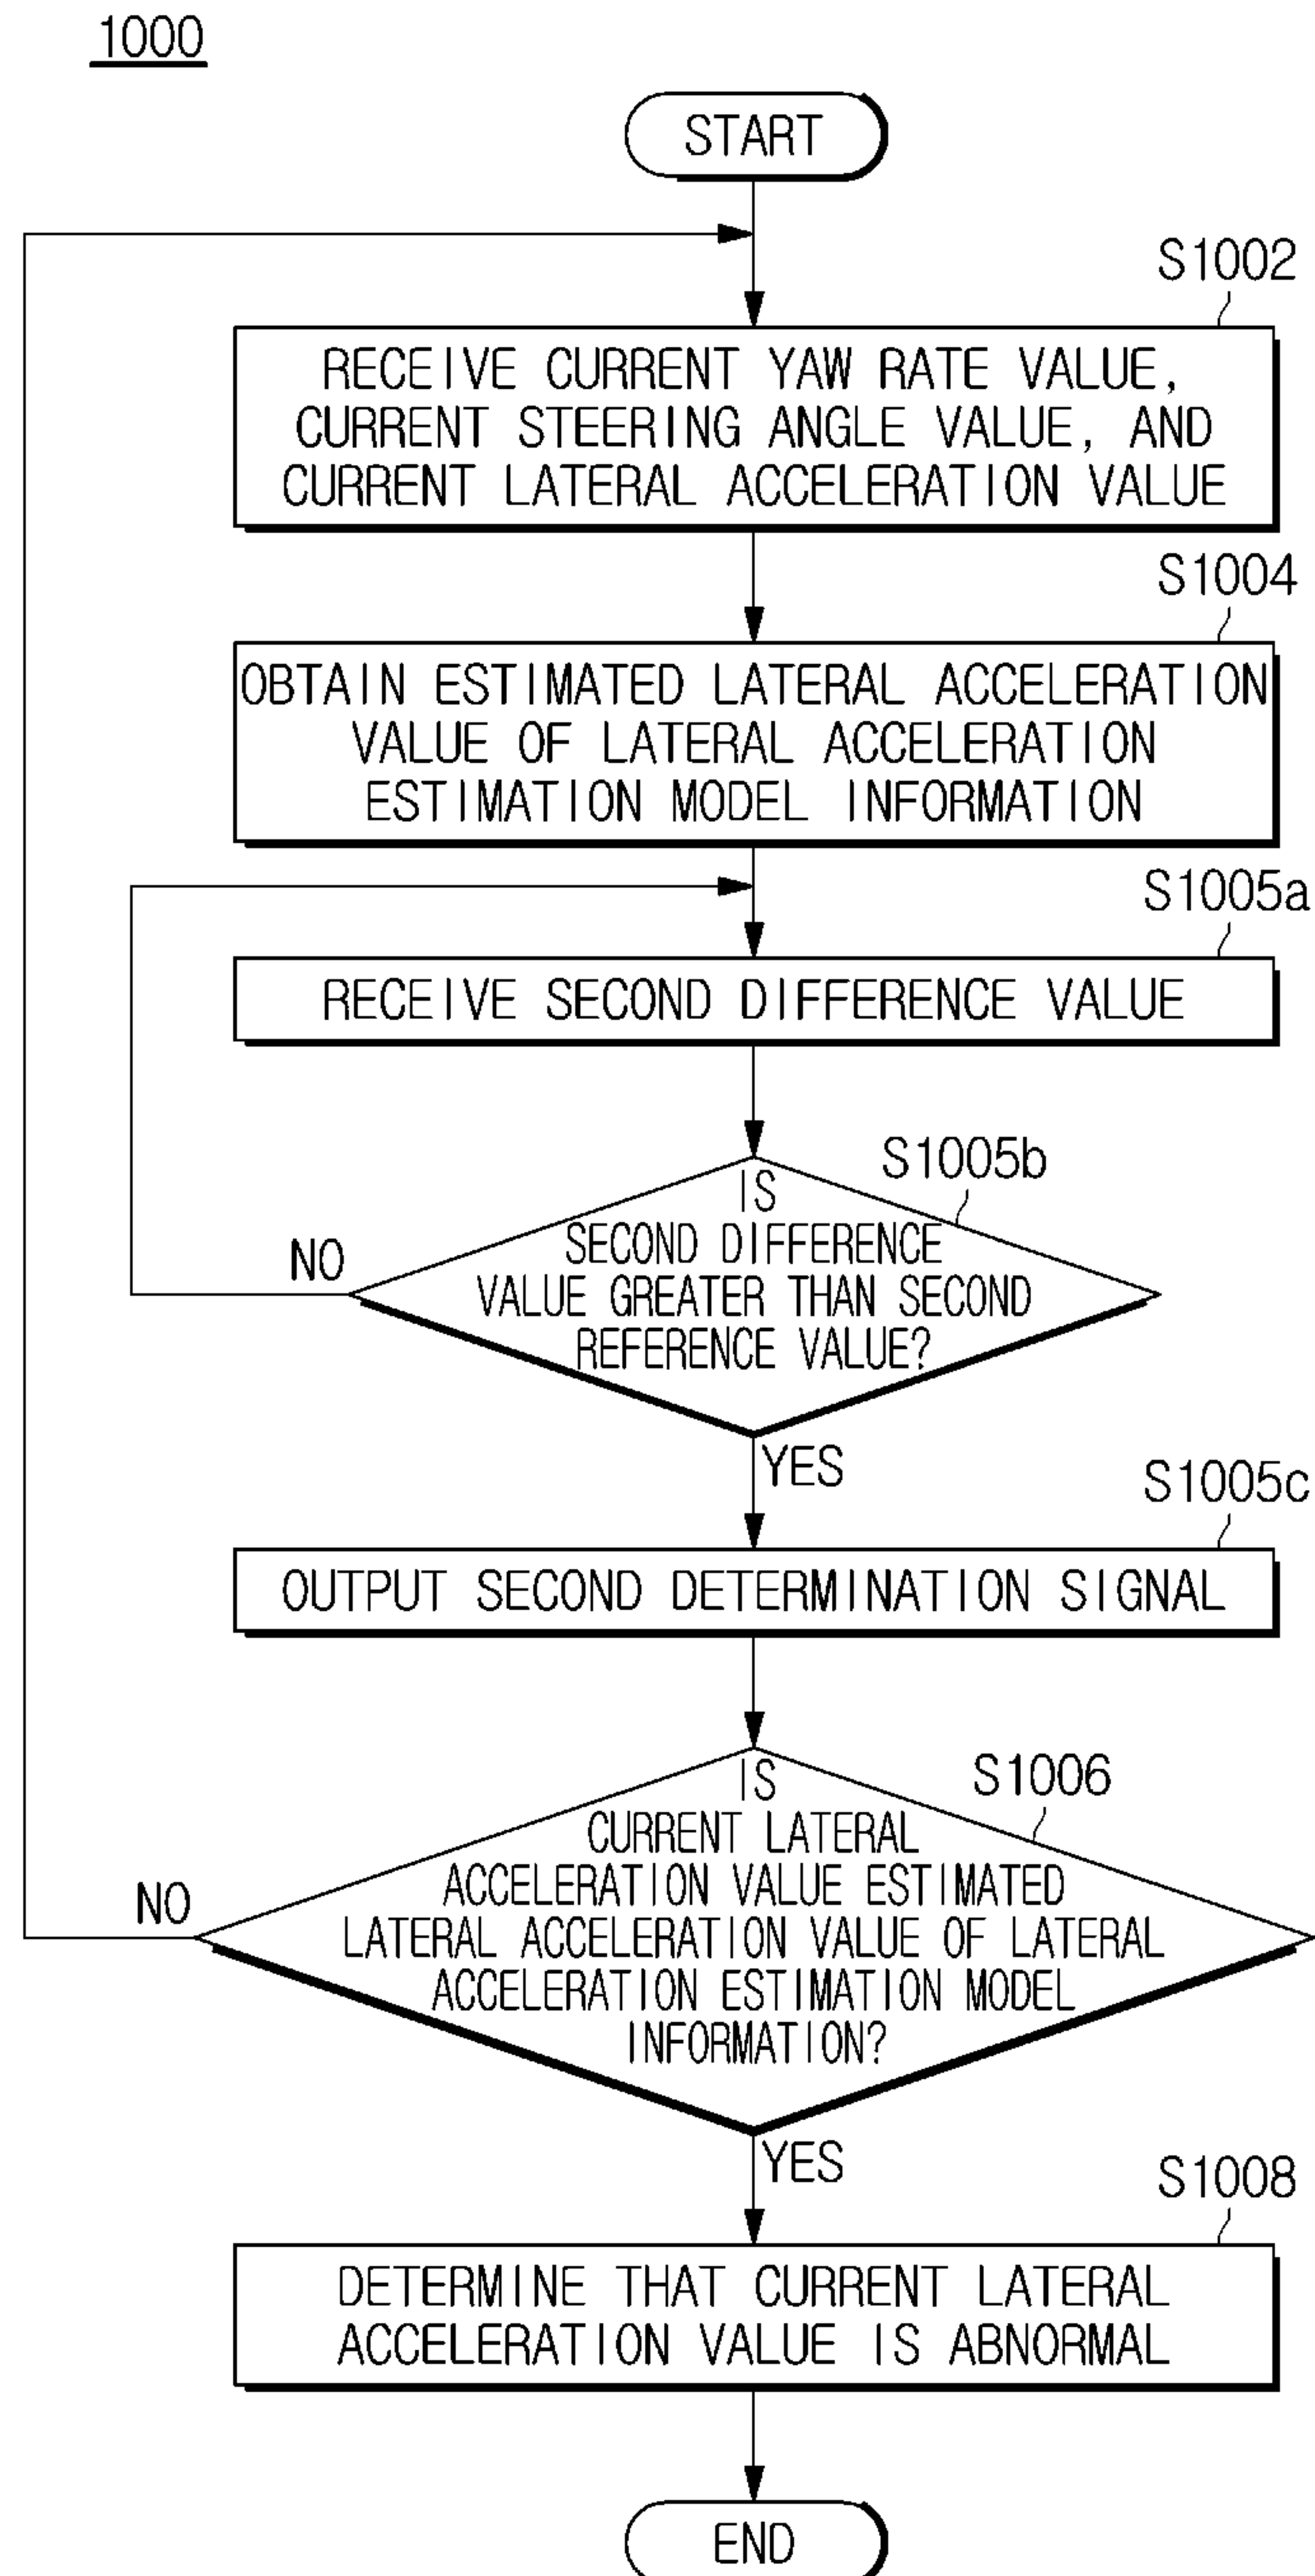 1000
START
S1002
RECEIVE CURRENT YAW RATE VALUE,
CURRENT STEERING ANGLE VALUE, AND
CURRENT LATERAL ACCELERATION VALUE
S1004
OBTAIN ESTIMATED LATERAL ACCELERATION
VALUE OF LATERAL ACCELERATION
ESTIMATION MODEL INFORMATION
S1005a
RECEIVE SECOND DIFFERENCE VALUE
S1005b
IS
SECOND DIFFERENCE
VALUE GREATER THAN SECOND
REFERENCE VALUE?
NO
YES
S1005c
OUTPUT SECOND DETERMINATION SIGNAL
S1006
IS
CURRENT LATERAL
ACCELERATION VALUE ESTIMATED
LATERAL ACCELERATION VALUE OF LATERAL
ACCELERATION ESTIMATION MODEL
INFORMATION?
NO
YES
S1008
DETERMINE THAT CURRENT LATERAL
ACCELERATION VALUE IS ABNORMAL
END